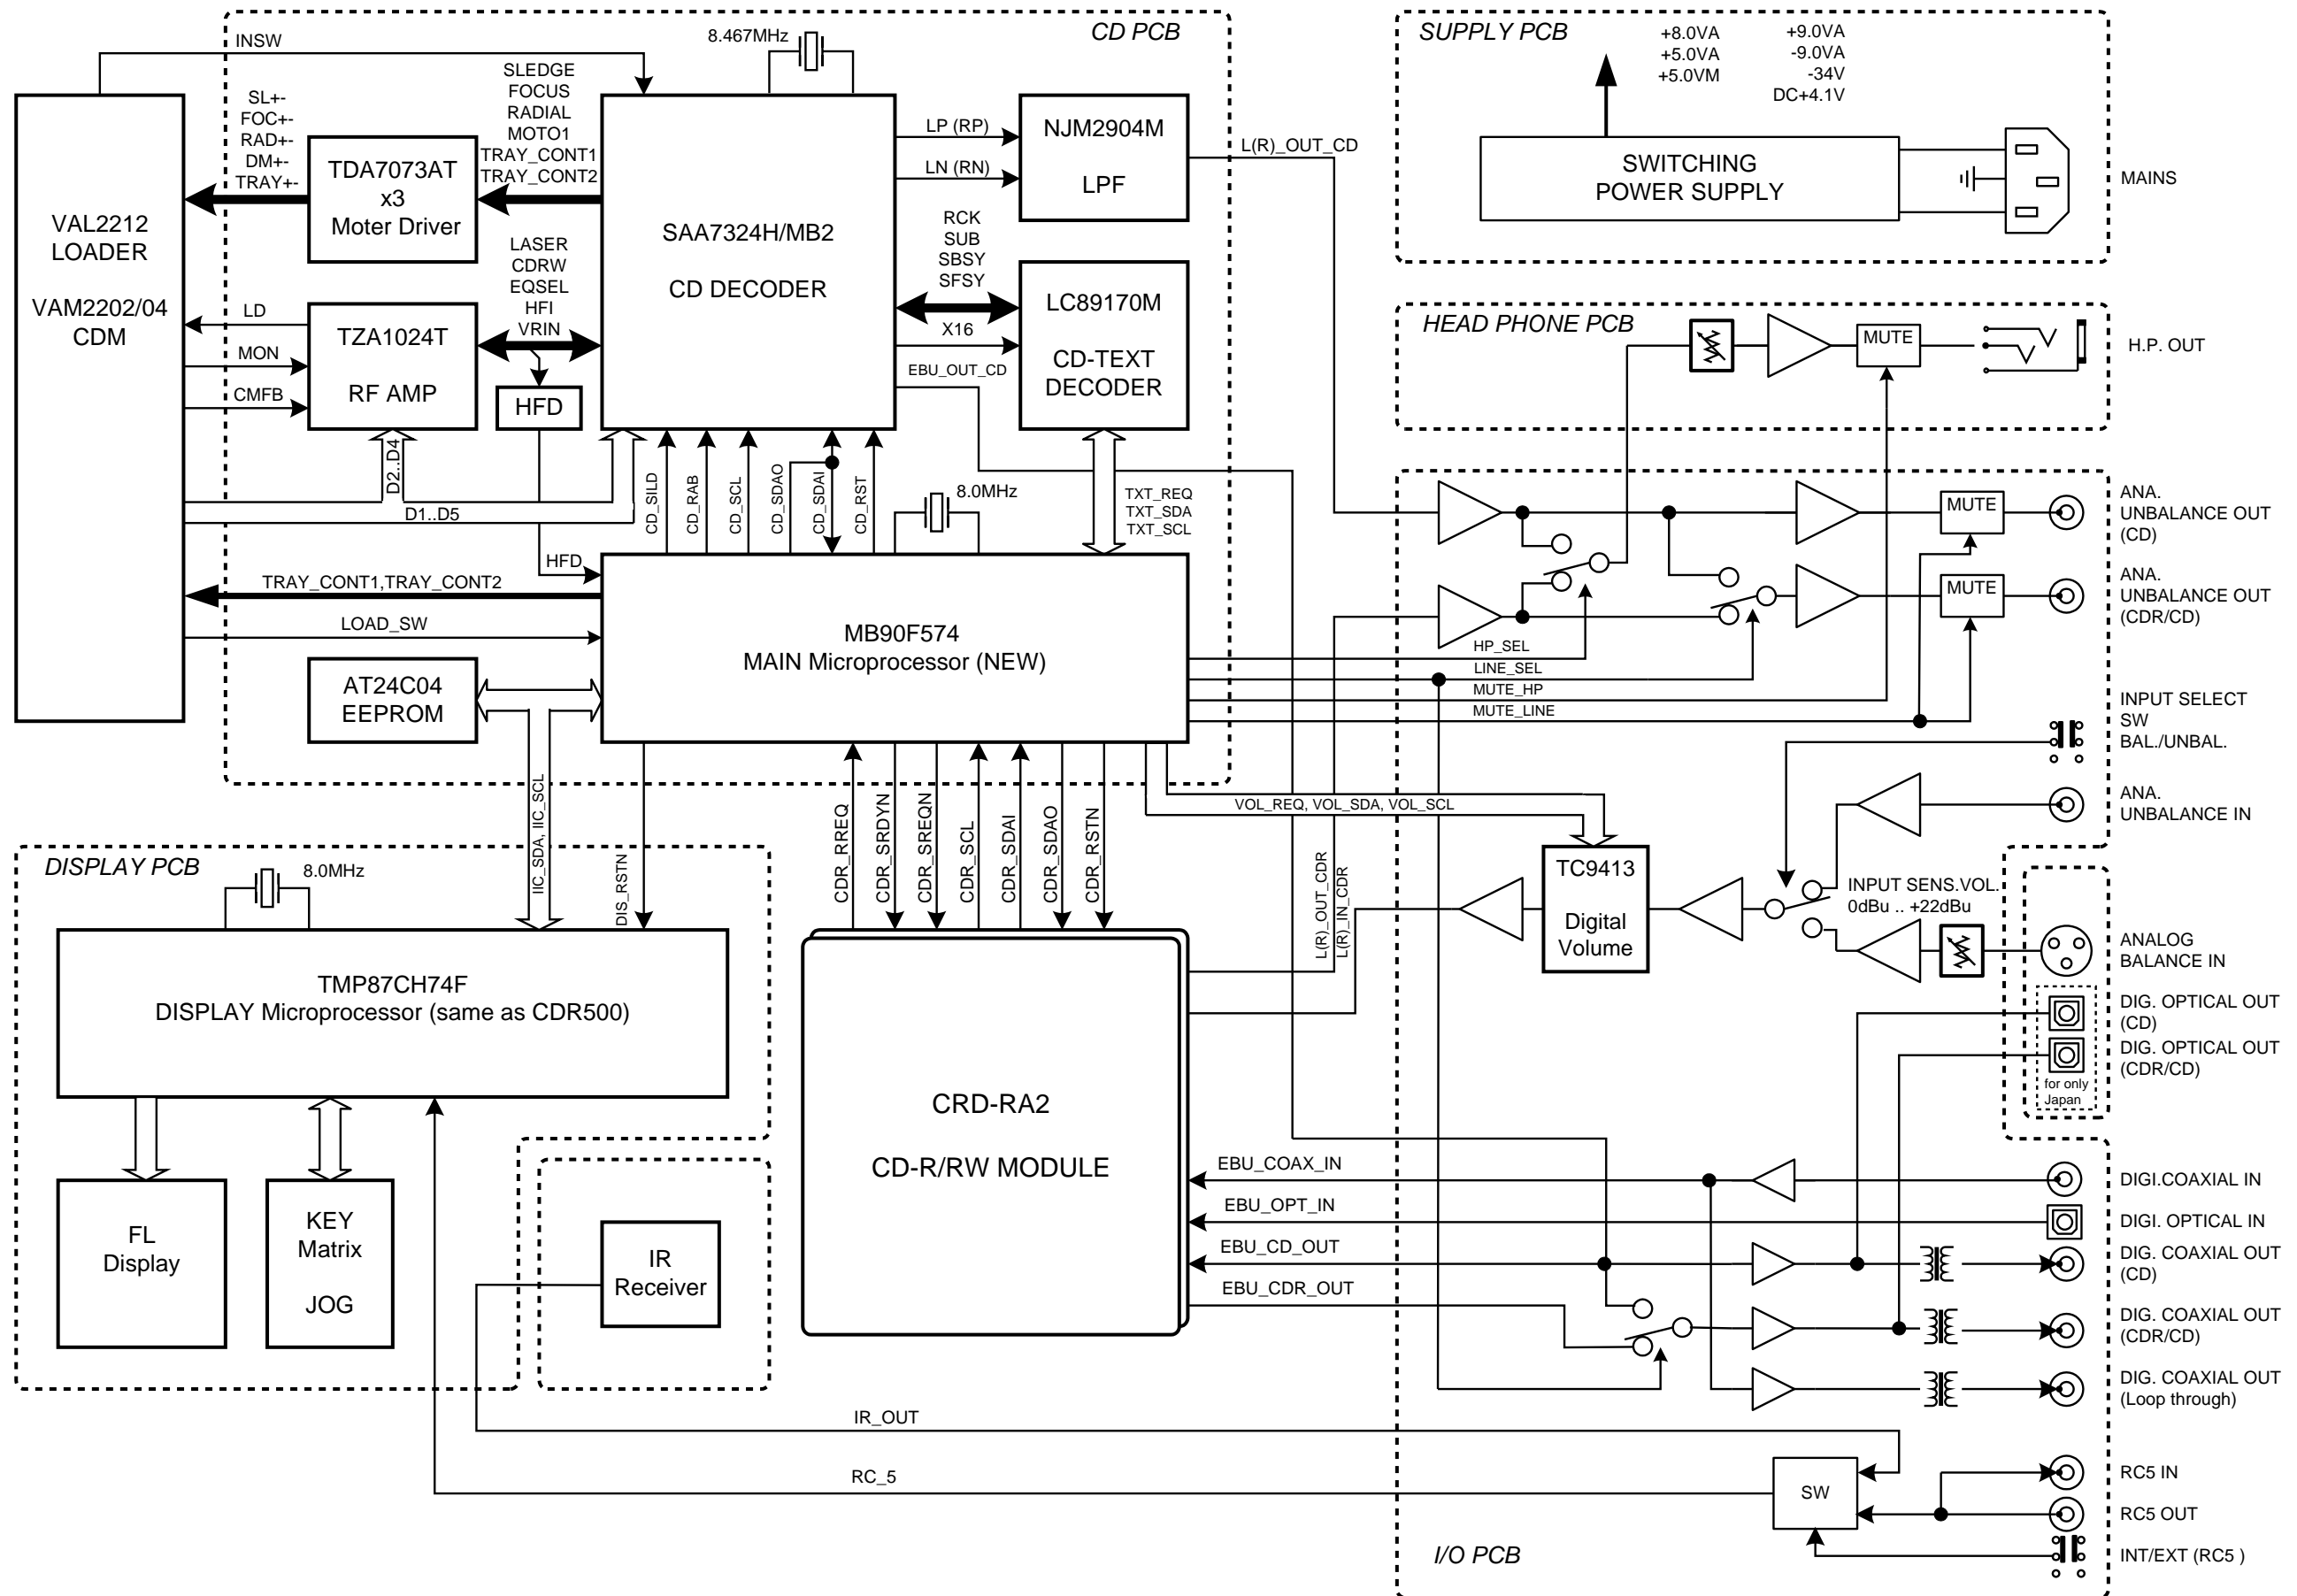 CD PCB
INSW
8.467MHz
SL+-
FOC+-
RAD+-
DM+-
TRAY+-
SLEDGE
FOCUS
RADIAL
MOTO1
TRAY_CONT1
TRAY_CONT2
VAL2212
LOADER
VAM2202/04
CDM
TDA7073AT
x3
Moter Driver
LD
MON
CMFB
TZA1024T
RF AMP
LASER
CDRW
EQSEL
HFI
VRIN
HFD
SAA7324H/MB2
CD DECODER
LP (RP)
LN (RN)
NJM2904M
LPF
L(R)_OUT_CD
RCK
SUB
SBSY
SFSY
X16
EBU_OUT_CD
LC89170M
CD-TEXT
DECODER
D2..D4
D1..D5
CD_SILD
CD_RAB
CD_SCL
CD_SDAO
CD_SDAI
CD_RST
8.0MHz
TXT_REQ
TXT_SDA
TXT_SCL
HFD
TRAY_CONT1,TRAY_CONT2
LOAD_SW
MB90F574
MAIN Microprocessor (NEW)
AT24C04
EEPROM
IIC_SDA, IIC_SCL
DIS_RSTN
CDR_RREQ
CDR_SRDYN
CDR_SREQN
CDR_SCL
CDR_SDAI
CDR_SDAO
CDR_RSTN
DISPLAY PCB
8.0MHz
TMP87CH74F
DISPLAY Microprocessor (same as CDR500)
FL
Display
KEY
Matrix
JOG
IR
Receiver
CRD-RA2
CD-R/RW MODULE
SUPPLY PCB
+8.0VA
+5.0VA
+5.0VM
+9.0VA
-9.0VA
-34V
DC+4.1V
SWITCHING
POWER SUPPLY
MAINS
HEAD PHONE PCB
MUTE
H.P. OUT
MUTE
ANA.
UNBALANCE OUT
(CD)
MUTE
ANA.
UNBALANCE OUT
(CDR/CD)
HP_SEL
LINE_SEL
MUTE_HP
MUTE_LINE
INPUT SELECT
SW
BAL./UNBAL.
VOL_REQ, VOL_SDA, VOL_SCL
ANA.
UNBALANCE IN
TC9413
Digital
Volume
INPUT SENS.VOL.
0dBu .. +22dBu
L(R)_OUT_CDR
L(R)_IN_CDR
ANALOG
BALANCE IN
DIG. OPTICAL OUT
(CD)
DIG. OPTICAL OUT
(CDR/CD)
for only
Japan
EBU_COAX_IN
DIGI.COAXIAL IN
EBU_OPT_IN
DIGI. OPTICAL IN
EBU_CD_OUT
DIG. COAXIAL OUT
(CD)
EBU_CDR_OUT
DIG. COAXIAL OUT
(CDR/CD)
DIG. COAXIAL OUT
(Loop through)
IR_OUT
RC_5
SW
RC5 IN
RC5 OUT
INT/EXT (RC5 )
I/O PCB